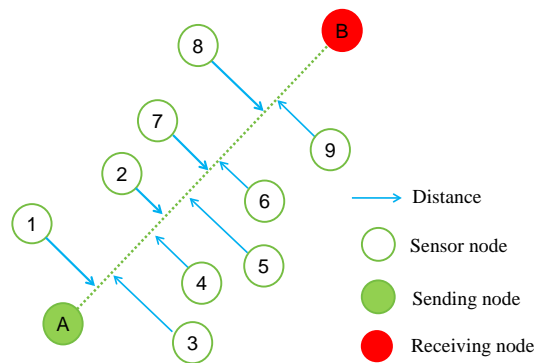 B
8
7
9
2
6
1
5
4
A
3
Distance
Sensor node
Sending node
Receiving node